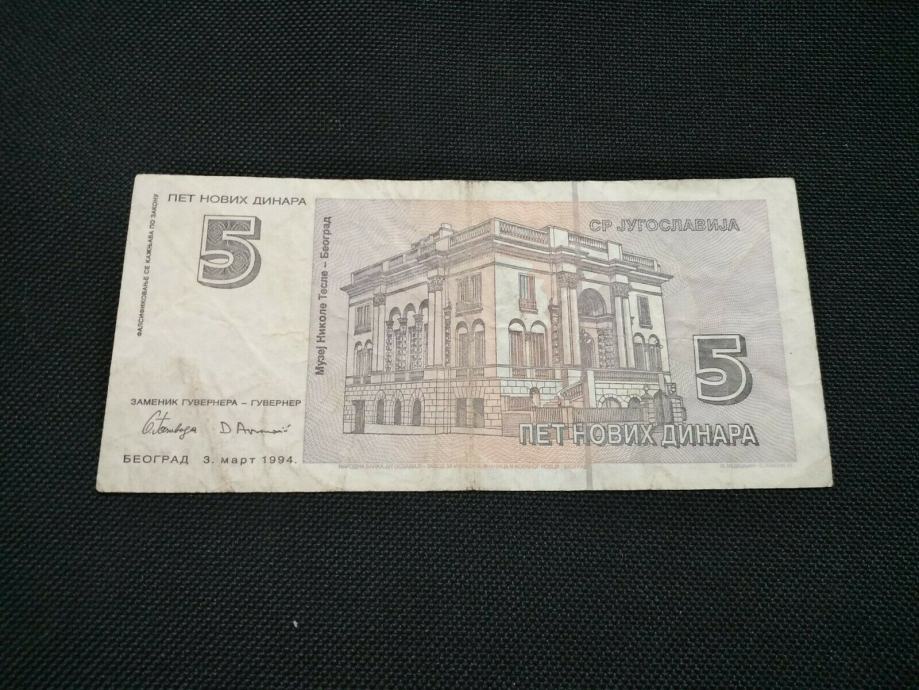 ПЕТ НОВИХ ДИНАРА
5
ФАЛСИФИКОВАЊЕ СЕ КАЖЊАВА ПО ЗАКОНУ
ЗАМЕНИК ГУВЕРНЕРА – ГУВЕРНЕР
БЕОГРАД 3. март 1994.
Музеј Николе Тесле – Београд
СР ЈУГОСЛАВИЈА
5
ПЕТ НОВИХ ДИНАРА